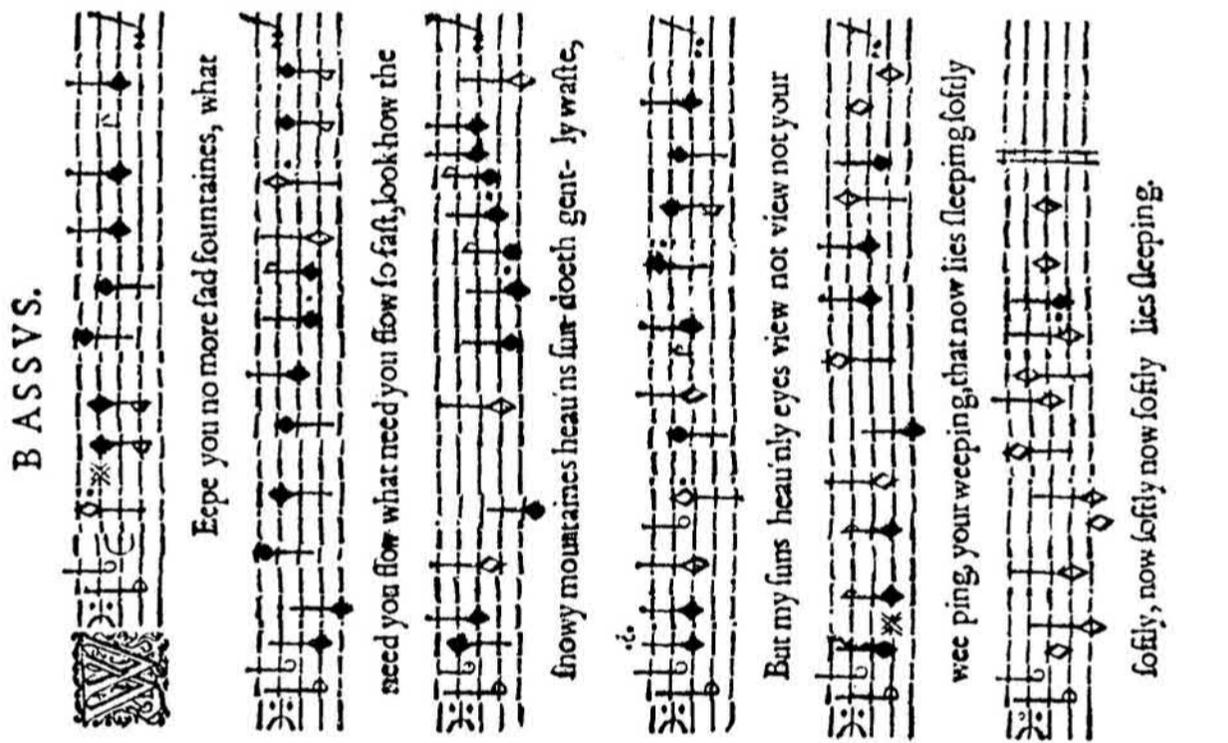 BASSVS.
WEepe you no more sad fountaines, what
need you flow what need you flow so fast, look how the
snowy mountaines heau'ns sun doeth gent- ly waste,
But my suns heau'nly eyes view not view not your
wee ping, your weeping, that now lies sleeping softly
softly, now softly now softly lies sleeping.